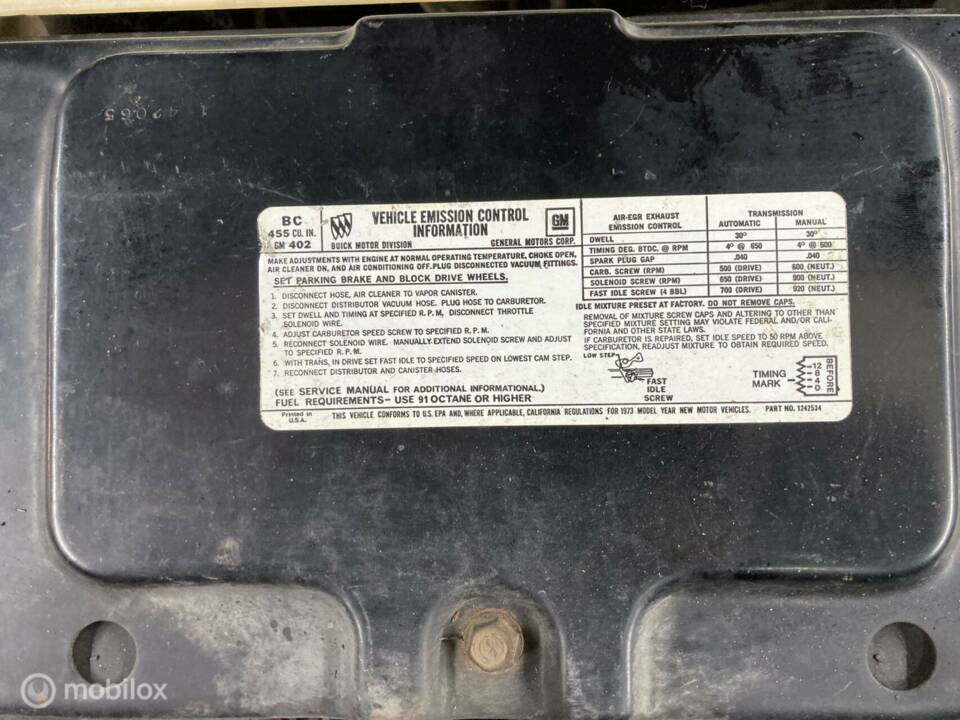 142065
BC
455 CU. IN.
GM 402
VEHICLE EMISSION CONTROL
INFORMATION
BUICK MOTOR DIVISION GENERAL MOTORS CORP.
GM
MAKE ADJUSTMENTS WITH ENGINE AT NORMAL OPERATING TEMPERATURE, CHOKE OPEN,
AIR CLEANER ON, AND AIR CONDITIONING OFF. PLUG DISCONNECTED VACUUM FITTINGS.
SET PARKING BRAKE AND BLOCK DRIVE WHEELS.
1. DISCONNECT HOSE, AIR CLEANER TO VAPOR CANISTER.
2. DISCONNECT DISTRIBUTOR VACUUM HOSE. PLUG HOSE TO CARBURETOR.
3. SET DWELL AND TIMING AT SPECIFIED R.P.M, DISCONNECT THROTTLE
SOLENOID WIRE.
4. ADJUST CARBURETOR SPEED SCREW TO SPECIFIED R.P.M.
5. RECONNECT SOLENOID WIRE. MANUALLY EXTEND SOLENOID SCREW AND ADJUST
TO SPECIFIED R.P.M.
6. WITH TRANS, IN DRIVE SET FAST IDLE TO SPECIFIED SPEED ON LOWEST CAM STEP.
7. RECONNECT DISTRIBUTOR AND CANISTER HOSES.
(SEE SERVICE MANUAL FOR ADDITIONAL INFORMATIONAL.)
FUEL REQUIREMENTS- USE 91 OCTANE OR HIGHER
AIR-EGR EXHAUST
EMISSION CONTROL
TRANSMISSION
AUTOMATIC MANUAL
DWELL 30° 30°
TIMING DEG. BTDC. @ RPM 4° @ 650 4° @ 600
SPARK PLUG GAP .040 .040
CARB. SCREW (RPM) 500 (DRIVE) 600 (NEUT.)
SOLENOID SCREW (RPM) 650 (DRIVE) 900 (NEUT.)
FAST IDLE SCREW (4 BBL) 700 (DRIVE) 920 (NEUT.)
IDLE MIXTURE PRESET AT FACTORY. DO NOT REMOVE CAPS.
REMOVAL OF MIXTURE SCREW CAPS AND ALTERING TO OTHER THAN
SPECIFIED MIXTURE SETTING MAY VIOLATE FEDERAL AND/OR CALI-
FORNIA AND OTHER STATE LAWS.
IF CARBURETOR IS REPAIRED, SET IDLE SPEED TO 50 RPM ABOVE
SPECIFICATION, READJUST MIXTURE TO OBTAIN REQUIRED SPEED.
LOW STEP
FAST
IDLE
SCREW
TIMING
MARK
12
8
4
0
BEFORE
Printed in
U.S.A.
THIS VEHICLE CONFORMS TO U.S. EPA AND, WHERE APPLICABLE, CALIFORNIA REGULATIONS FOR 1973 MODEL YEAR NEW MOTOR VEHICLES. PART NO. 1242534
mobilox